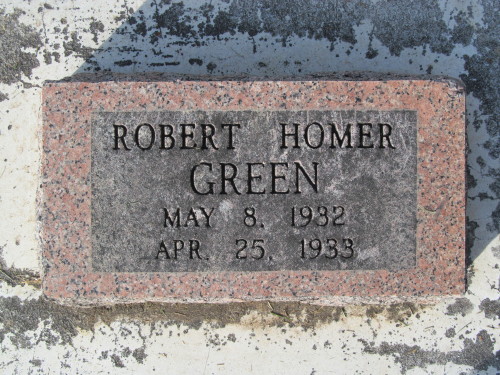 ROBERT HOMER
GREEN
MAY 8, 1932
APR. 25, 1933